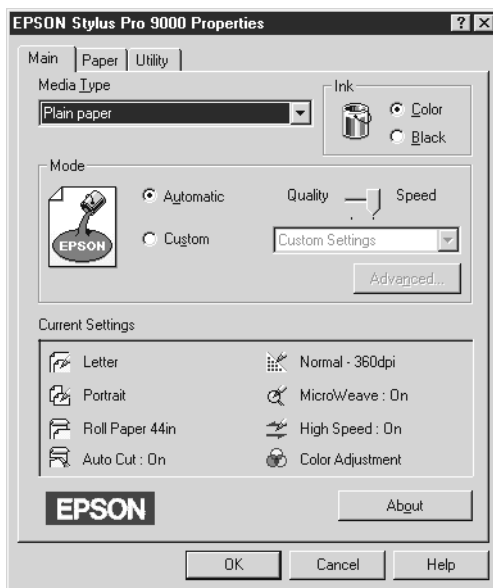 EPSON Stylus Pro 9000 Properties
Main Paper Utility
Media Type
Plain paper
Ink
Color
Black
Mode
EPSON
Automatic
Custom
Quality Speed
Custom Settings
Advanced...
Current Settings
Letter
Portrait
Roll Paper 44in
Auto Cut : On
Normal - 360dpi
MicroWeave : On
High Speed : On
Color Adjustment
EPSON
About
OK Cancel Help